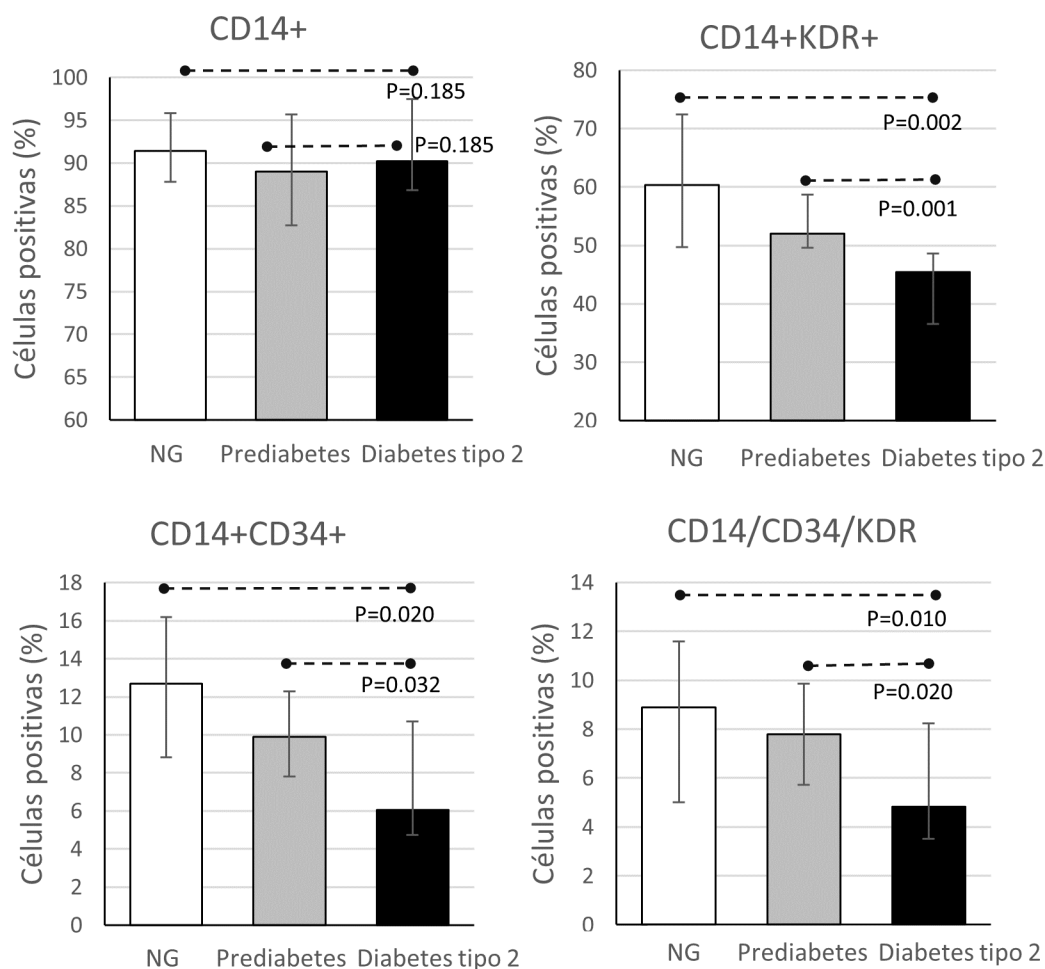 CD14+
Células positivas (%)
100
95
90
85
80
75
70
65
60
P=0.185
P=0.185
NG Prediabetes Diabetes tipo 2
CD14+KDR+
Células positivas (%)
80
70
60
50
40
30
20
P=0.002
P=0.001
NG Prediabetes Diabetes tipo 2
CD14+CD34+
Células positivas (%)
18
16
14
12
10
8
6
4
2
0
P=0.020
P=0.032
NG Prediabetes Diabetes tipo 2
CD14/CD34/KDR
Células positivas (%)
14
12
10
8
6
4
2
0
P=0.010
P=0.020
NG Prediabetes Diabetes tipo 2